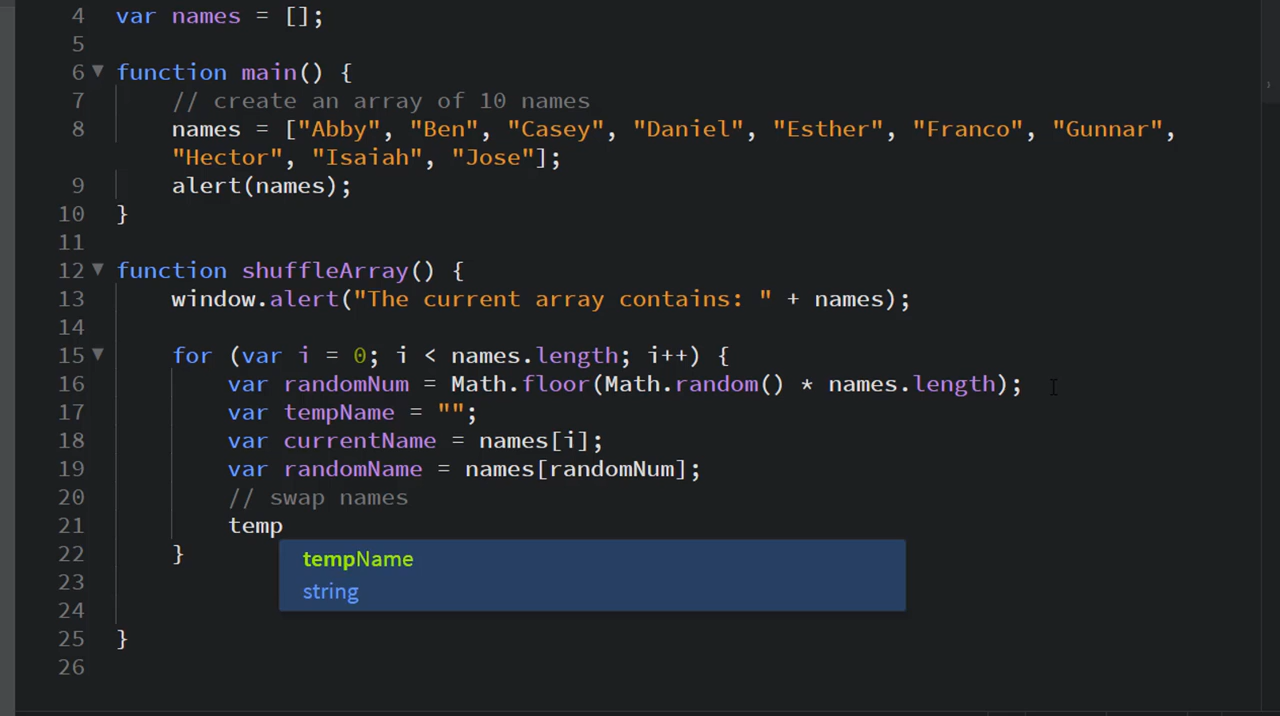 4 var names = [];
5
6 function main() {
7 // create an array of 10 names
8 names = ["Abby", "Ben", "Casey", "Daniel", "Esther", "Franco", "Gunnar",
"Hector", "Isaiah", "Jose"];
9 alert(names);
10 }
11
12 function shuffleArray() {
13 window.alert("The current array contains: " + names);
14
15 for (var i = 0; i < names.length; i++) {
16 var randomNum = Math.floor(Math.random() * names.length);
17 var tempName = "";
18 var currentName = names[i];
19 var randomName = names[randomNum];
20 // swap names
21 temp
tempName
22 }
string
23
24
25 }
26